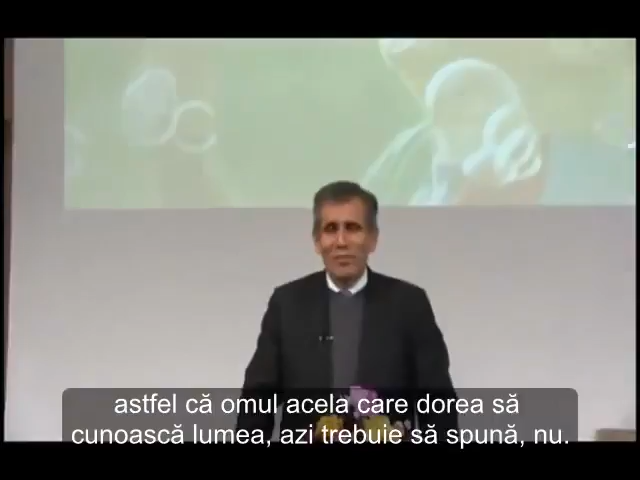 astfel că omul acela care dorea să
cunoască lumea, azi trebuie să spună, nu.